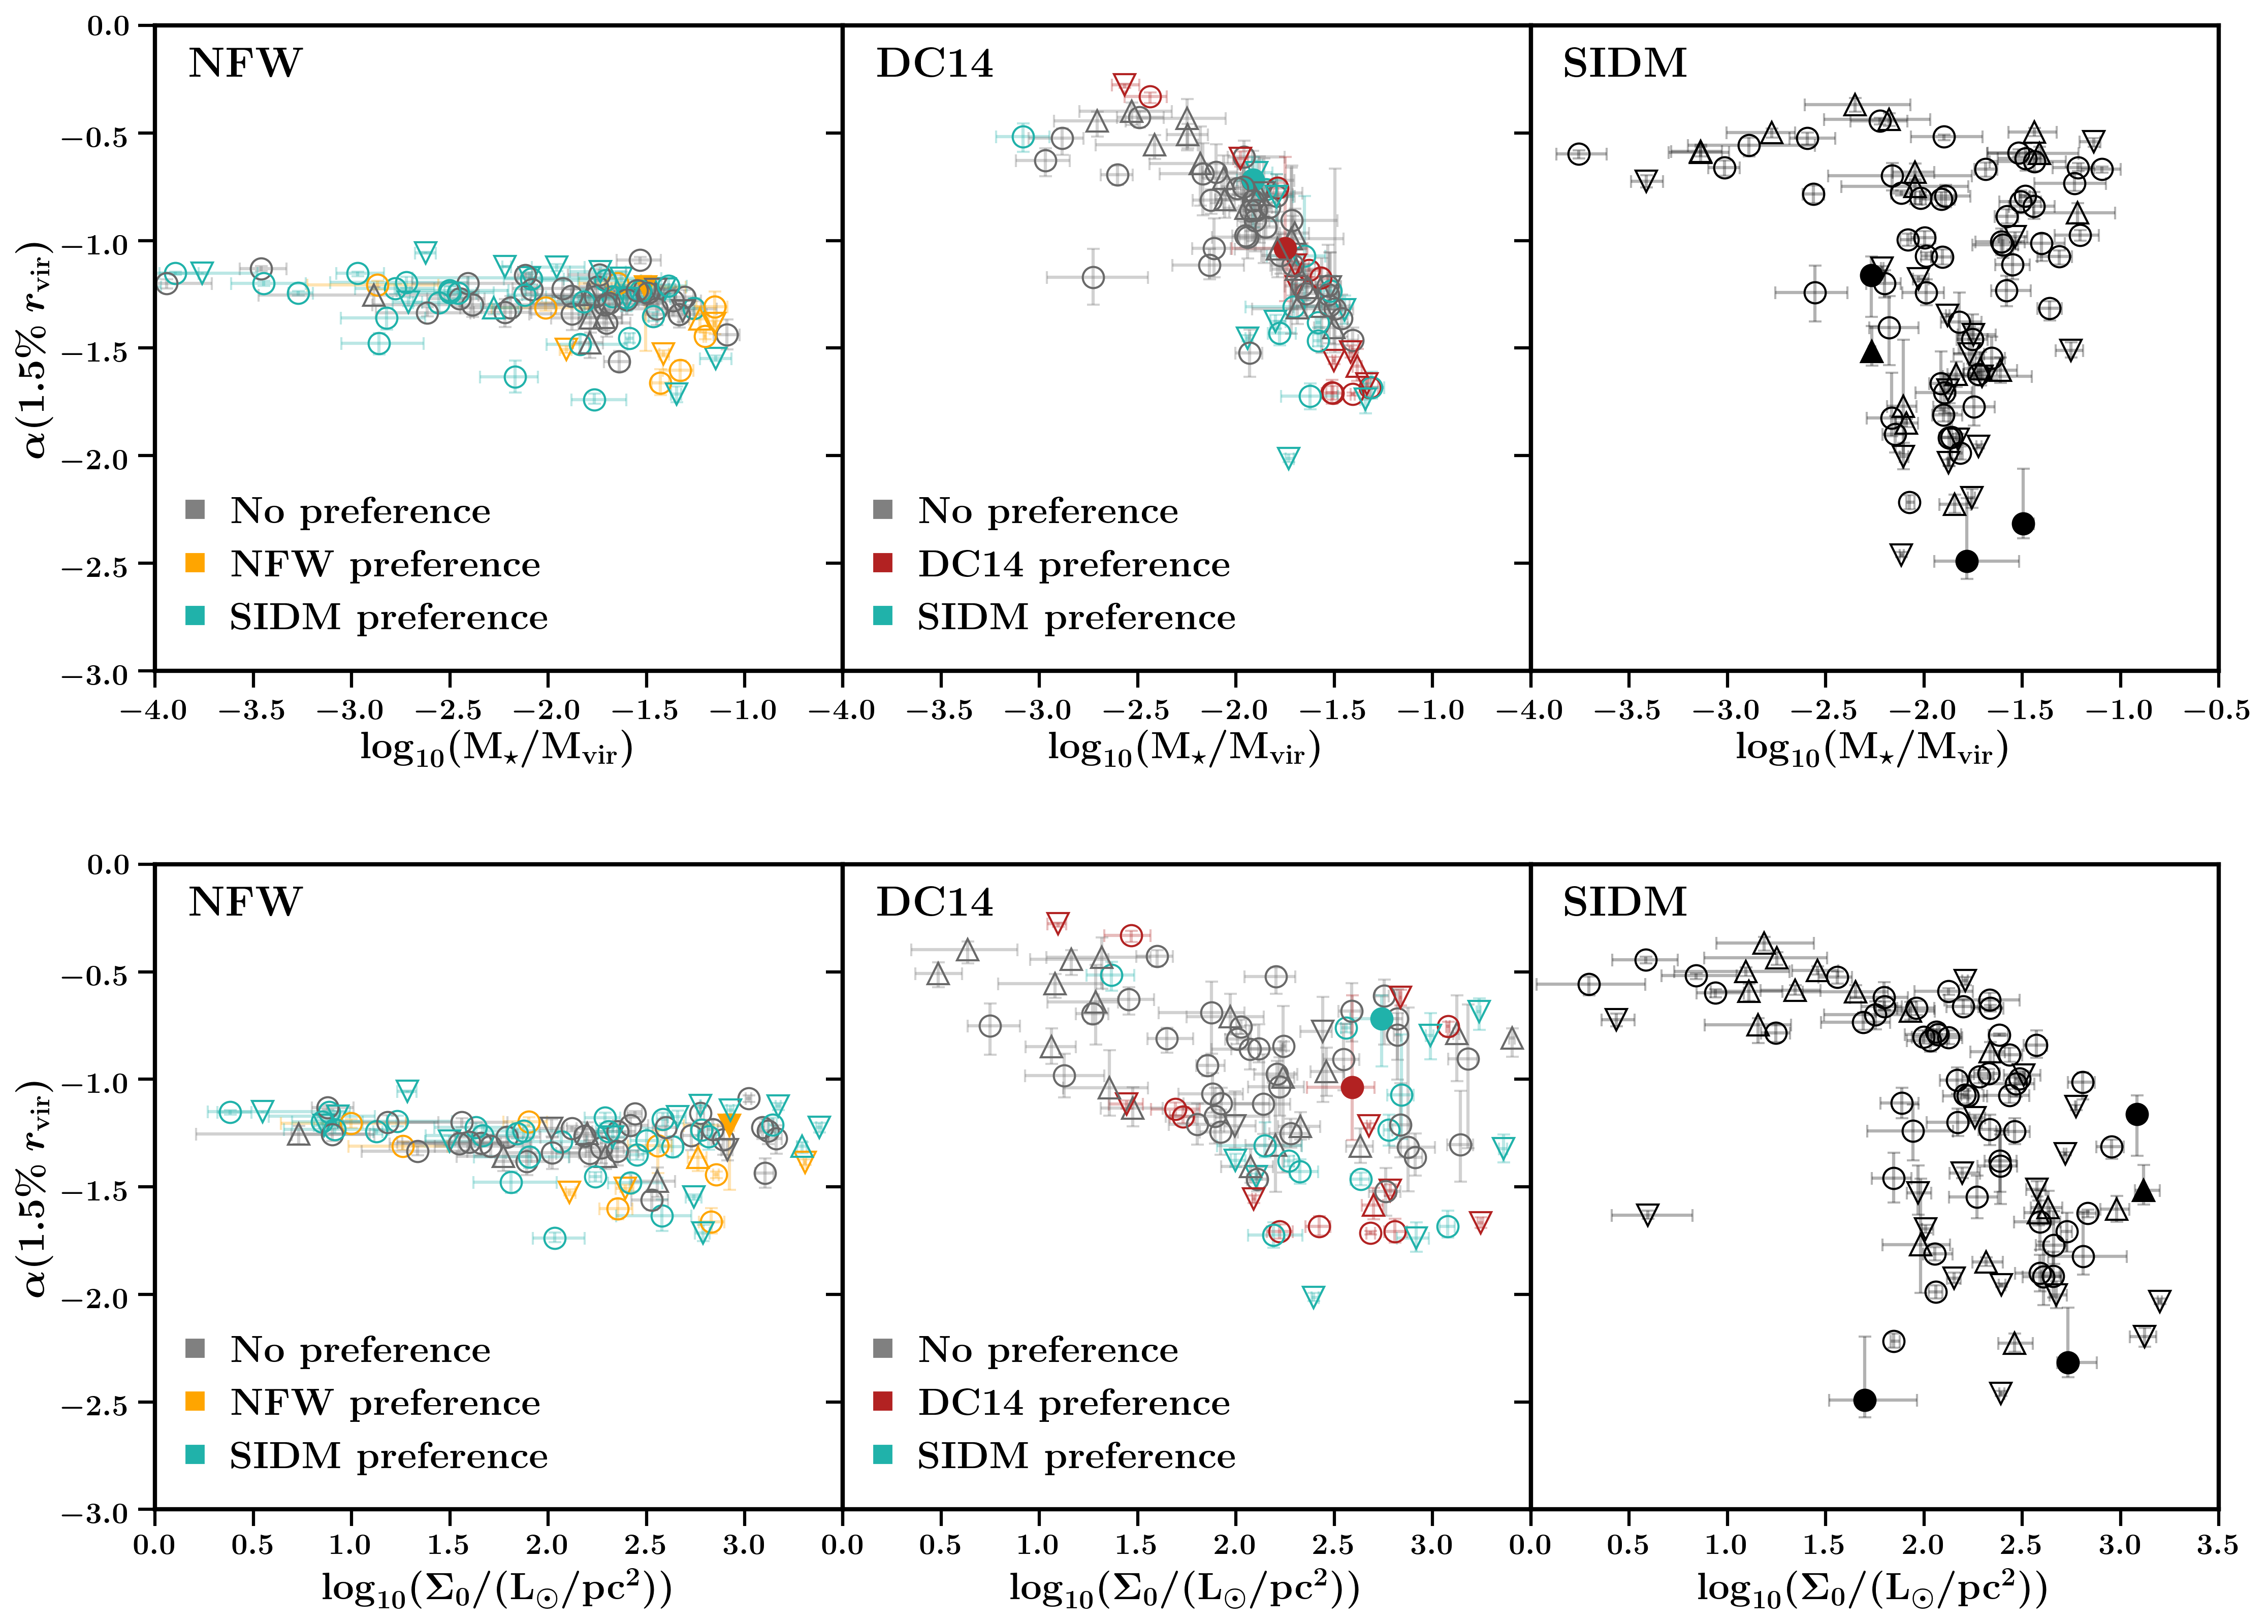 NFW
DC14
SIDM
0.0
−0.5
−1.0
−1.5
−2.0
−2.5
−3.0
α(1.5% r_vir)
No preference
NFW preference
SIDM preference
No preference
DC14 preference
SIDM preference
−4.0 −3.5 −3.0 −2.5 −2.0 −1.5 −1.0 −4.0 −3.5 −3.0 −2.5 −2.0 −1.5 −1.0 −4.0 −3.5 −3.0 −2.5 −2.0 −1.5 −1.0 −0.5
log₁₀(M⋆/M_vir) log₁₀(M⋆/M_vir) log₁₀(M⋆/M_vir)
NFW
DC14
SIDM
0.0
−0.5
−1.0
−1.5
−2.0
−2.5
−3.0
α(1.5% r_vir)
No preference
NFW preference
SIDM preference
No preference
DC14 preference
SIDM preference
0.0 0.5 1.0 1.5 2.0 2.5 3.0 0.0 0.5 1.0 1.5 2.0 2.5 3.0 0.0 0.5 1.0 1.5 2.0 2.5 3.0 3.5
log₁₀(Σ₀/(L⊙/pc²)) log₁₀(Σ₀/(L⊙/pc²)) log₁₀(Σ₀/(L⊙/pc²))